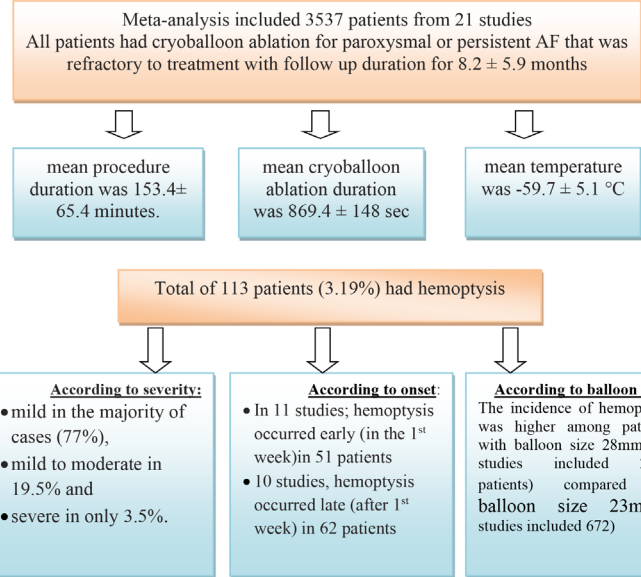 Meta-analysis included 3537 patients from 21 studies
All patients had cryoballon ablation for paroxysmal or persistent AF that was
refractory to treatment with follow up duration for 8.2 ± 5.9 months
mean procedure
duration was 153.4±
65.4 minutes.
mean cryoballon
ablation duration
was 869.4 ± 148 sec
mean temperature
was -59.7 ± 5.1 °C
Total of 113 patients (3.19%) had hemoptysis
According to severity:
• mild in the majority of
cases (77%),
• mild to moderate in
19.5% and
• severe in only 3.5%.
According to onset:
• In 11 studies; hemoptysis
occurred early (in the 1st
week)in 51 patients
• 10 studies, hemoptysis
occurred late (after 1st
week) in 62 patients
According to balloon
The incidence of
was higher among
with balloon size 28mm
studies included
patients) compared
balloon size
studies included 672)